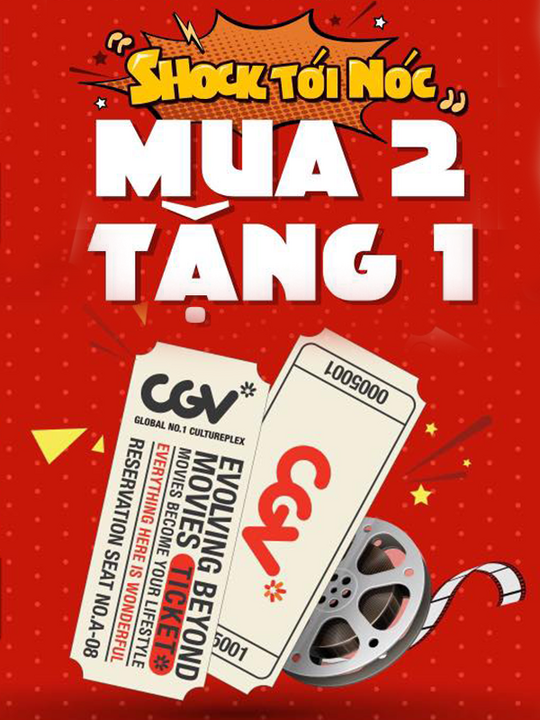 "SHOCK TỚI NÓC"
MUA 2
TẶNG 1
CGV*
GLOBAL NO.1 CULTUREPLEX
EVOLVING BEYOND
MOVIES TICKET*
MOVIES BECOME YOUR LIFESTYLE
EVERYTHING HERE IS WONDERFUL
RESERVATION SEAT NO.A-08
0005001
CGV*
5001